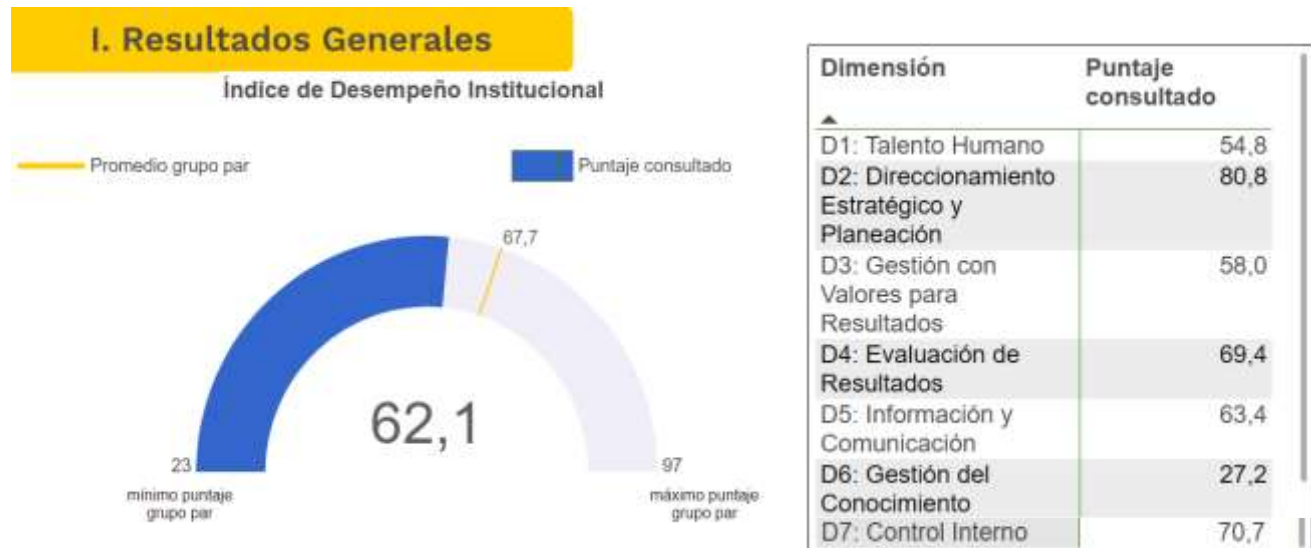 I. Resultados Generales
Índice de Desempeño Institucional
Promedio grupo par
Puntaje consultado
67,7
62,1
23
97
mínimo puntaje
grupo par
máximo puntaje
grupo par
Dimensión Puntaje
consultado
D1: Talento Humano 54,8
D2: Direccionamiento 80,8
Estratégico y
Planeación
D3: Gestión con 58,0
Valores para
Resultados
D4: Evaluación de 69,4
Resultados
D5: Información y 63,4
Comunicación
D6: Gestión del 27,2
Conocimiento
D7: Control Interno 70,7